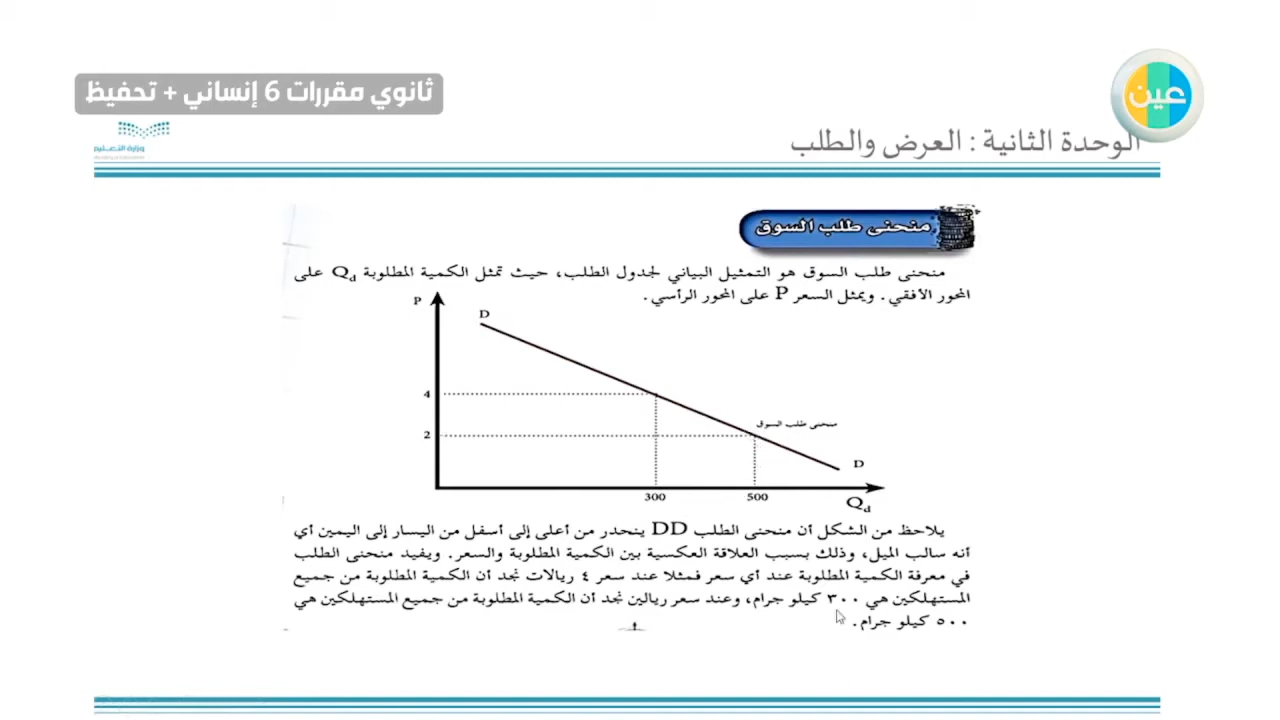 ثانوي مقررات 6 إنساني + تحفيظ
عين
وزارة التعليم
الوحدة الثانية : العرض والطلب
منحنى طلب السوق
منحنى طلب السوق هو التمثيل البياني لجدول الطلب، حيث تمثل الكمية المطلوبة Qd على
المحور الأفقي. ويمثل السعر P على المحور الرأسي.
P
D
4
منحنى طلب السوق
2
D
300
500
Qd
يلاحظ من الشكل أن منحنى الطلب DD ينحدر من أعلى إلى أسفل من اليسار إلى اليمين أي
أنه سالب الميل، وذلك بسبب العلاقة العكسية بين الكمية المطلوبة والسعر. ويفيد منحنى الطلب
في معرفة الكمية المطلوبة عند أي سعر فمثلا عند سعر ٤ ريالات نجد أن الكمية المطلوبة من جميع
المستهلكين هي ٣٠٠ كيلو جرام، وعند سعر ريالين نجد أن الكمية المطلوبة من جميع المستهلكين هي
٥٠٠ كيلو جرام.